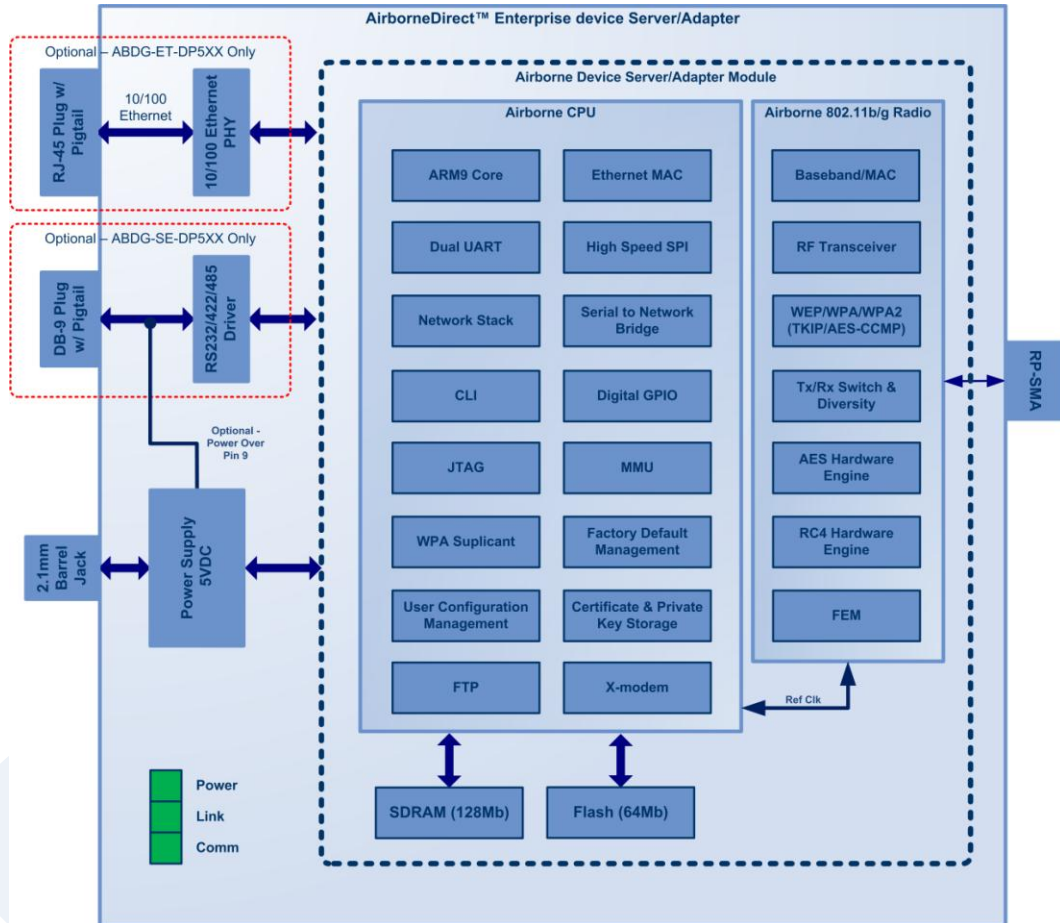 AirborneDirect™ Enterprise device Server/Adapter
Optional – ABDG-ET-DP5XX Only
RJ-45 Plug w/
Pigtail
10/100
Ethernet
10/100 Ethernet
PHY
Optional – ABDG-SE-DP5XX Only
DB-9 Plug
w/ Pigtail
RS232/422/485
Driver
Optional -
Power Over
Pin 9
2.1mm
Barrel
Jack
Power Supply
5VDC
Power
Link
Comm
Airborne Device Server/Adapter Module
Airborne CPU
ARM9 Core
Ethernet MAC
Dual UART
High Speed SPI
Network Stack
Serial to Network
Bridge
CLI
Digital GPIO
JTAG
MMU
WPA Suplicant
Factory Default
Management
User Configuration
Management
Certificate & Private
Key Storage
FTP
X-modem
SDRAM (128Mb)
Flash (64Mb)
Airborne 802.11b/g Radio
Baseband/MAC
RF Transceiver
WEP/WPA/WPA2
(TKIP/AES-CCMP)
Tx/Rx Switch &
Diversity
AES Hardware
Engine
RC4 Hardware
Engine
FEM
Ref Clk
RP-SMA